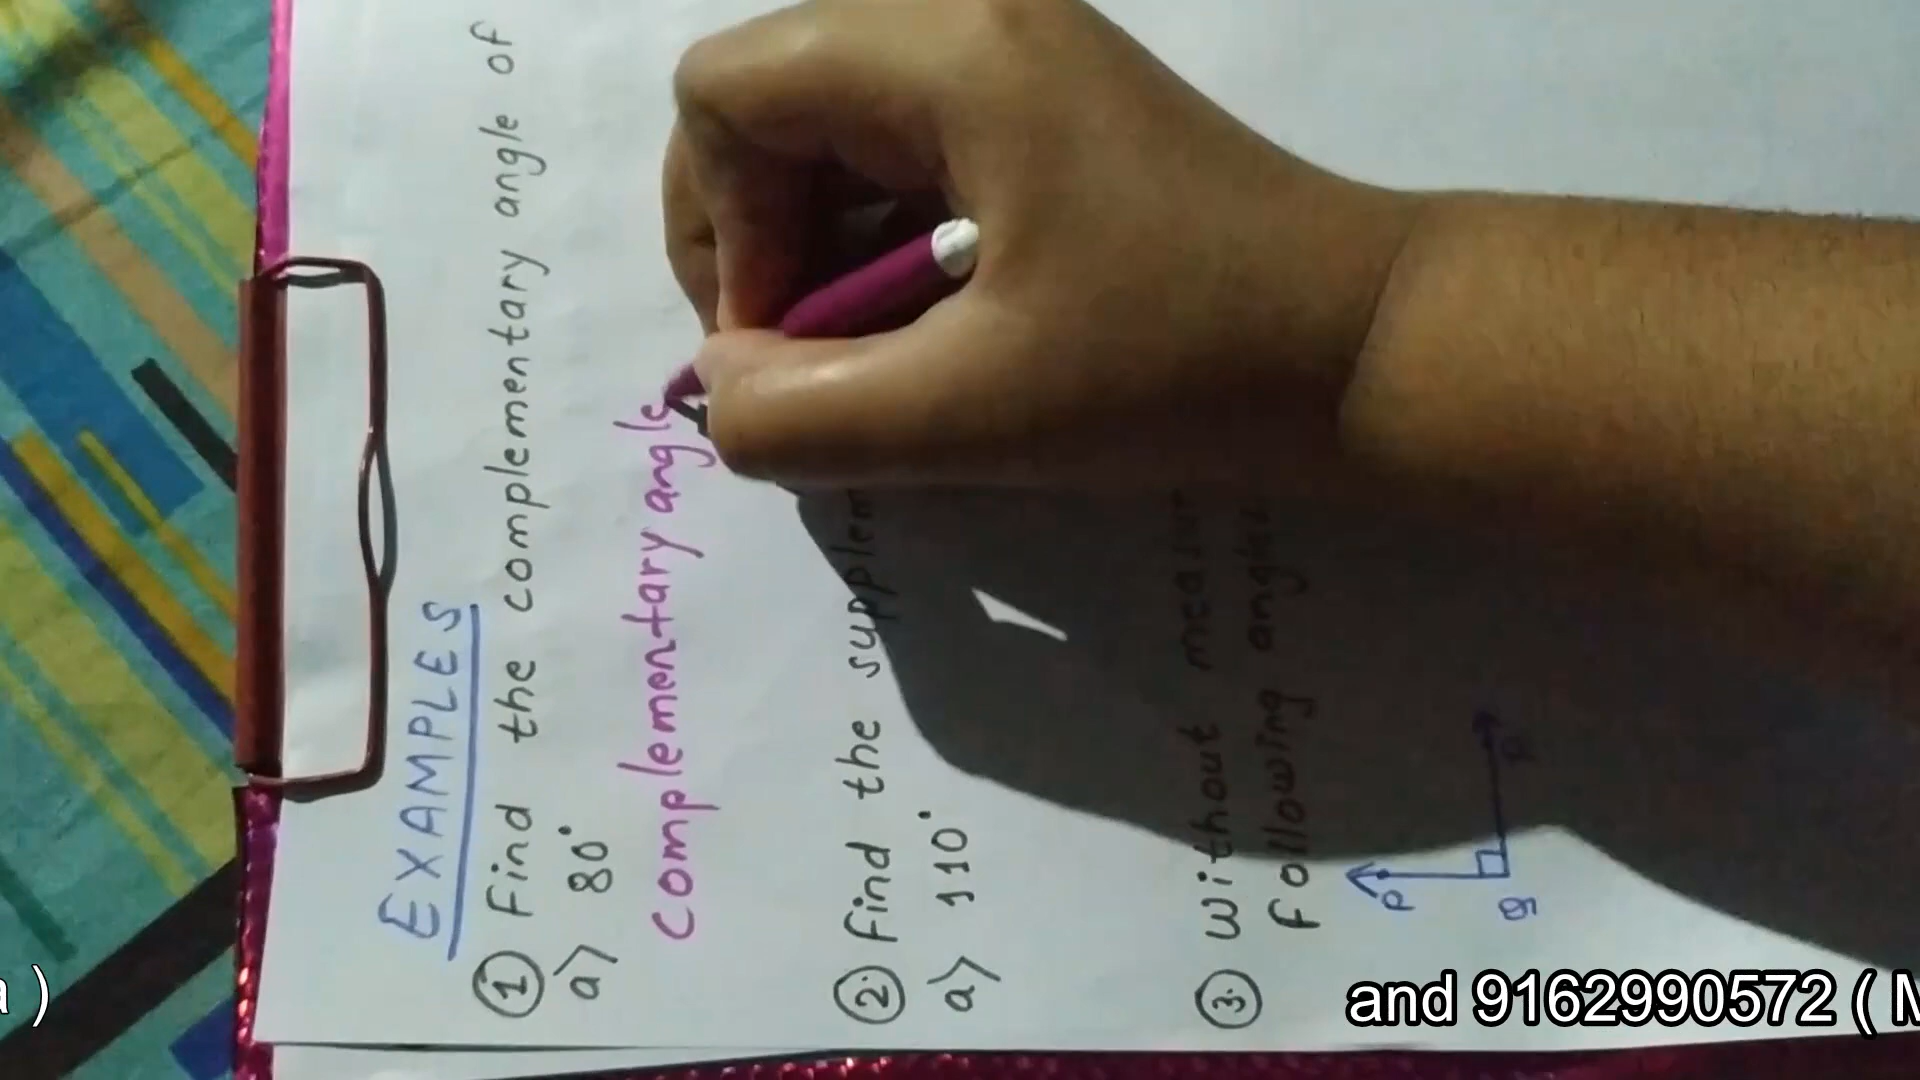 EXAMPLES
① Find the complementary angle of
a) 80°
Complementary angle
②. Find the supplem
a) 110°
③. Without measur
following angles
P
Q
R
a )
and 9162990572 ( M